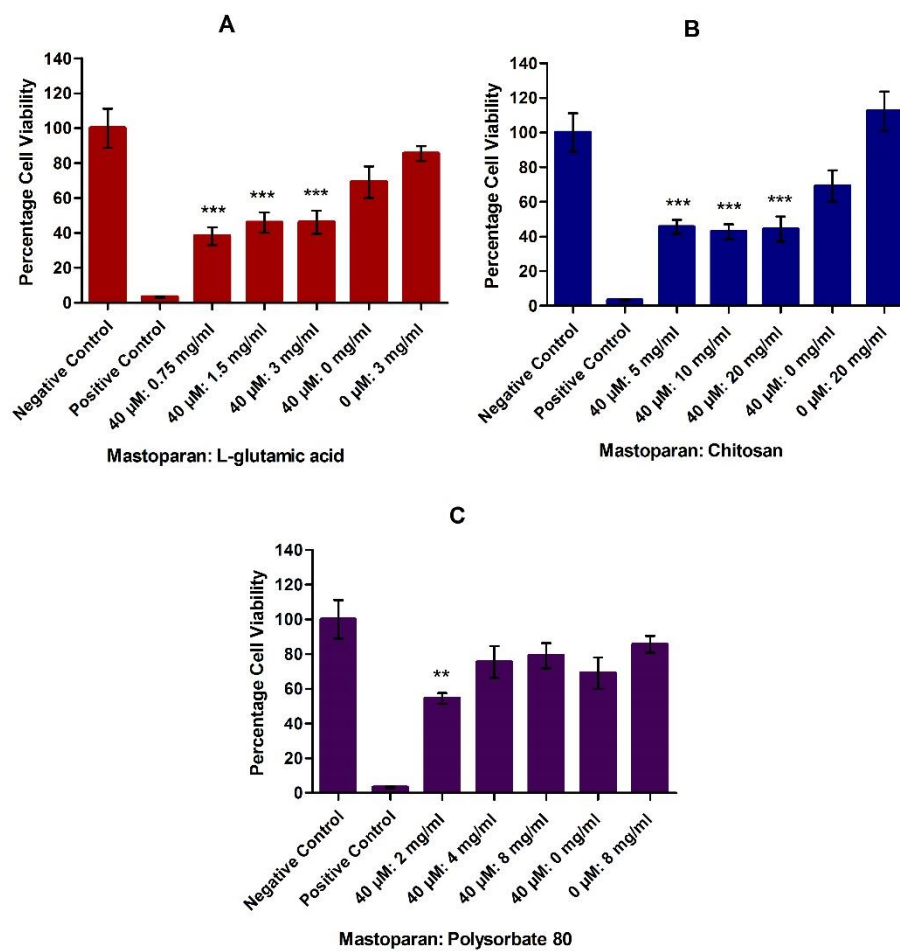 A
Percentage Cell Viability
140
120
100
80
60
40
20
0
***
***
***
Negative Control
Positive Control
40 µM: 0.75 mg/ml
40 µM: 1.5 mg/ml
40 µM: 3 mg/ml
40 µM: 0 mg/ml
0 µM: 3 mg/ml
Mastoparan: L-glutamic acid
B
Percentage Cell Viability
140
120
100
80
60
40
20
0
***
***
***
Negative Control
Positive Control
40 µM: 5 mg/ml
40 µM: 10 mg/ml
40 µM: 20 mg/ml
40 µM: 0 mg/ml
0 µM: 20 mg/ml
Mastoparan: Chitosan
C
Percentage Cell Viability
140
120
100
80
60
40
20
0
**
Negative Control
Positive Control
40 µM: 2 mg/ml
40 µM: 4 mg/ml
40 µM: 8 mg/ml
40 µM: 0 mg/ml
0 µM: 8 mg/ml
Mastoparan: Polysorbate 80